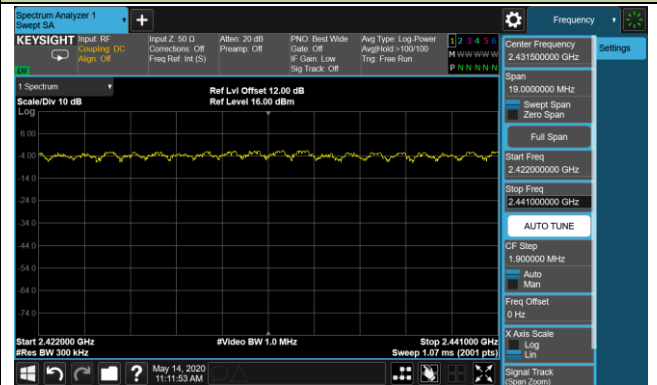 Spectrum Analyzer 1
Swept SA
Frequency
KEYSIGHT
Input: RF
Coupling: DC
Align: Off
Input Z: 50 Ω
Corrections: Off
Freq Ref: Int (S)
Atten: 20 dB
Preamp: Off
PNO: Best Wide
Gate: Off
IF Gain: Low
Sig Track: Off
Avg Type: Log-Power
Avg|Hold:>100/100
Trig: Free Run
1 2 3 4 5 6
M W W W W W
P N N N N N
LXI
Center Frequency
2.431500000 GHz
Settings
Span
19.0000000 MHz
Swept Span
Zero Span
Full Span
Start Freq
2.422000000 GHz
Stop Freq
2.441000000 GHz
AUTO TUNE
CF Step
1.900000 MHz
Auto
Man
Freq Offset
0 Hz
X Axis Scale
Log
Lin
Signal Track
(Span Zoom)
1 Spectrum
Scale/Div 10 dB
Ref Lvl Offset 12.00 dB
Ref Level 16.00 dBm
Log
6.00
-4.00
-14.0
-24.0
-34.0
-44.0
-54.0
-64.0
-74.0
Start 2.422000 GHz
#Video BW 1.0 MHz
Stop 2.441000 GHz
#Res BW 300 kHz
Sweep 1.07 ms (2001 pts)
?
May 14, 2020
11:11:53 AM